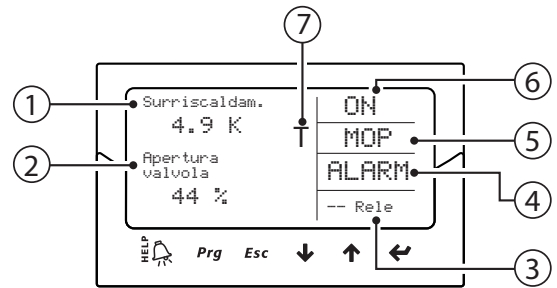 7
1
2
Surriscaldam.
4.9 K
Apertura
valvola
44 %
T
ON
MOP
ALARM
-- Rele
6
5
4
3
HELP
Prg
Esc